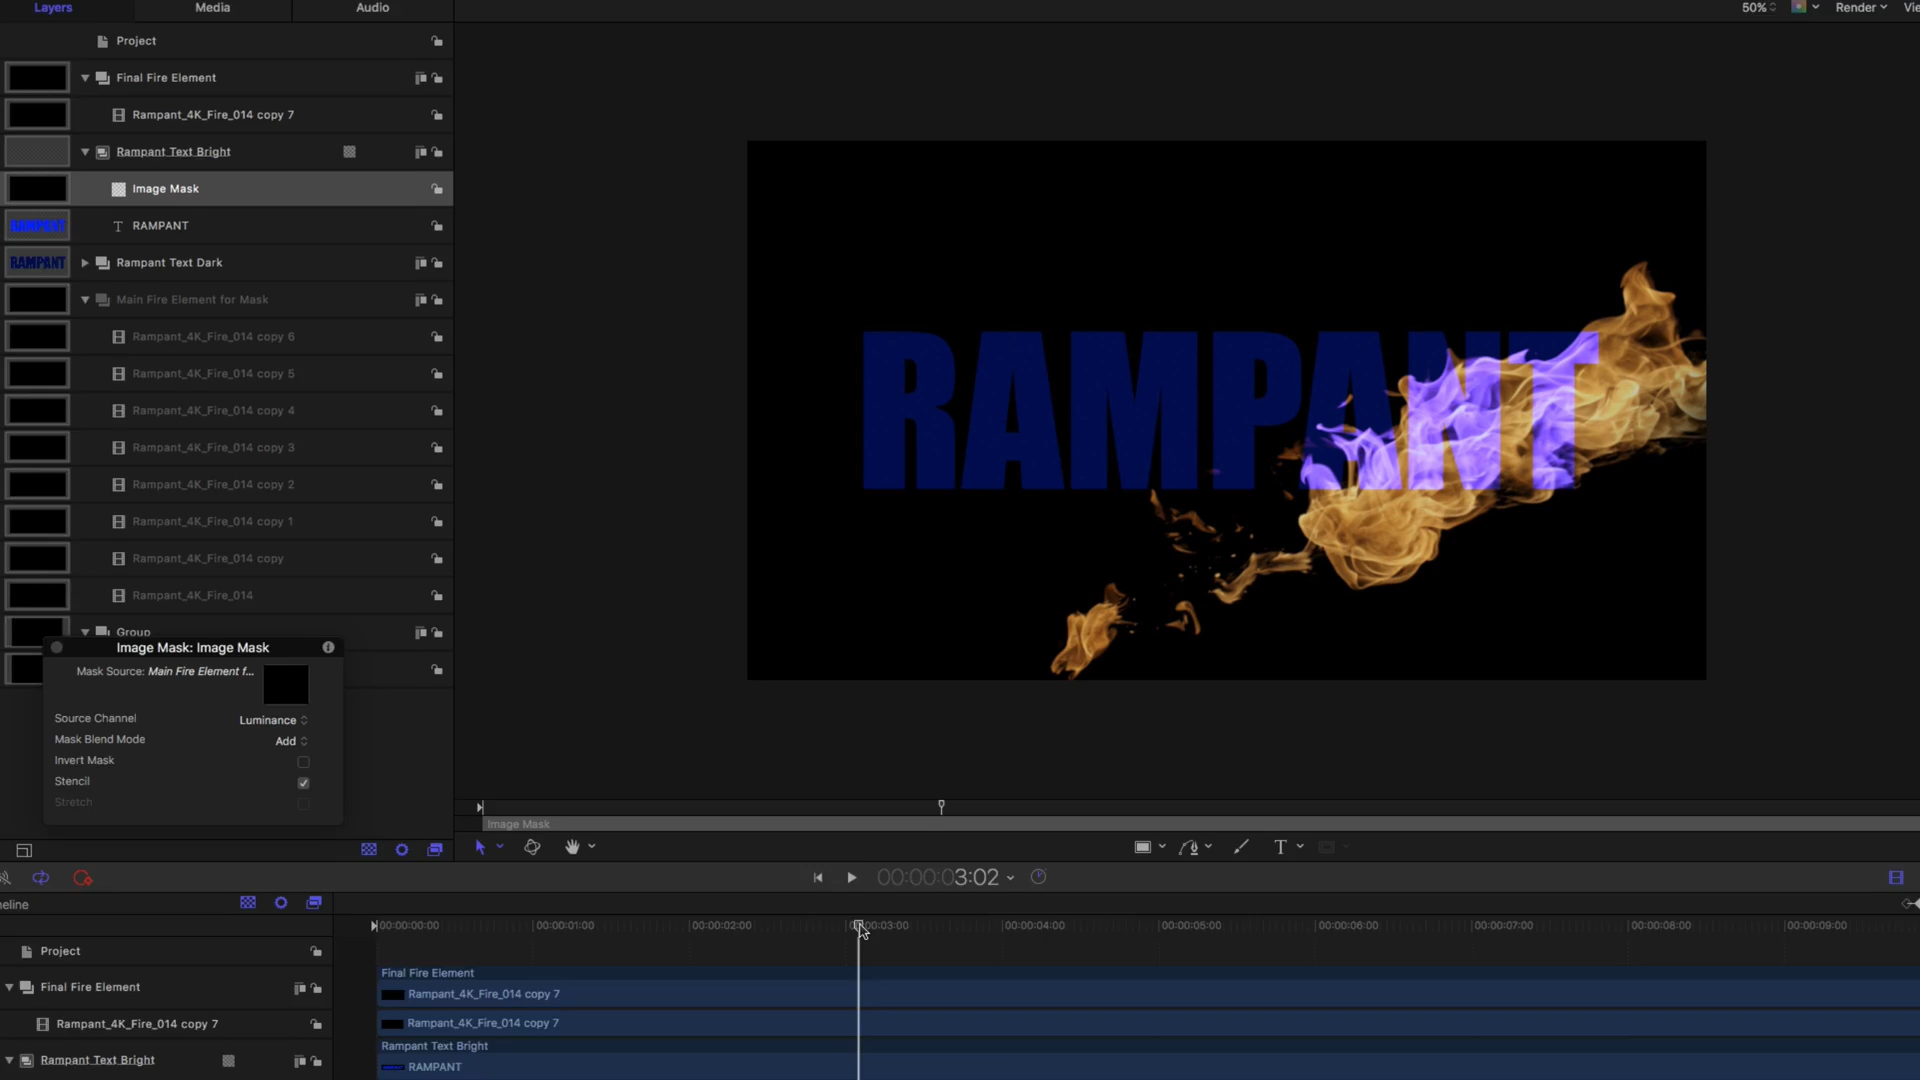 Layers
Media
Audio
50%
Render
Vie
Project
Final Fire Element
Rampant_4K_Fire_014 copy 7
Rampant Text Bright
Image Mask
RAMPANT
RAMPANT
Rampant Text Dark
RAMPANT
Main Fire Element for Mask
Rampant_4K_Fire_014 copy 6
Rampant_4K_Fire_014 copy 5
Rampant_4K_Fire_014 copy 4
Rampant_4K_Fire_014 copy 3
Rampant_4K_Fire_014 copy 2
Rampant_4K_Fire_014 copy 1
Rampant_4K_Fire_014 copy
Rampant_4K_Fire_014
Group
RAMPANT
Image Mask: Image Mask
Mask Source: Main Fire Element f...
Source Channel Luminance
Mask Blend Mode Add
Invert Mask
Stencil
Stretch
Image Mask
T
00:00:03:02
meline
00:00:00:00 00:00:01:00 00:00:02:00 00:00:03:00 00:00:04:00 00:00:05:00 00:00:06:00 00:00:07:00 00:00:08:00 00:00:09:00
Project
Final Fire Element
Rampant_4K_Fire_014 copy 7
Rampant Text Bright
Final Fire Element
Rampant_4K_Fire_014 copy 7
Rampant_4K_Fire_014 copy 7
Rampant Text Bright
RAMPANT